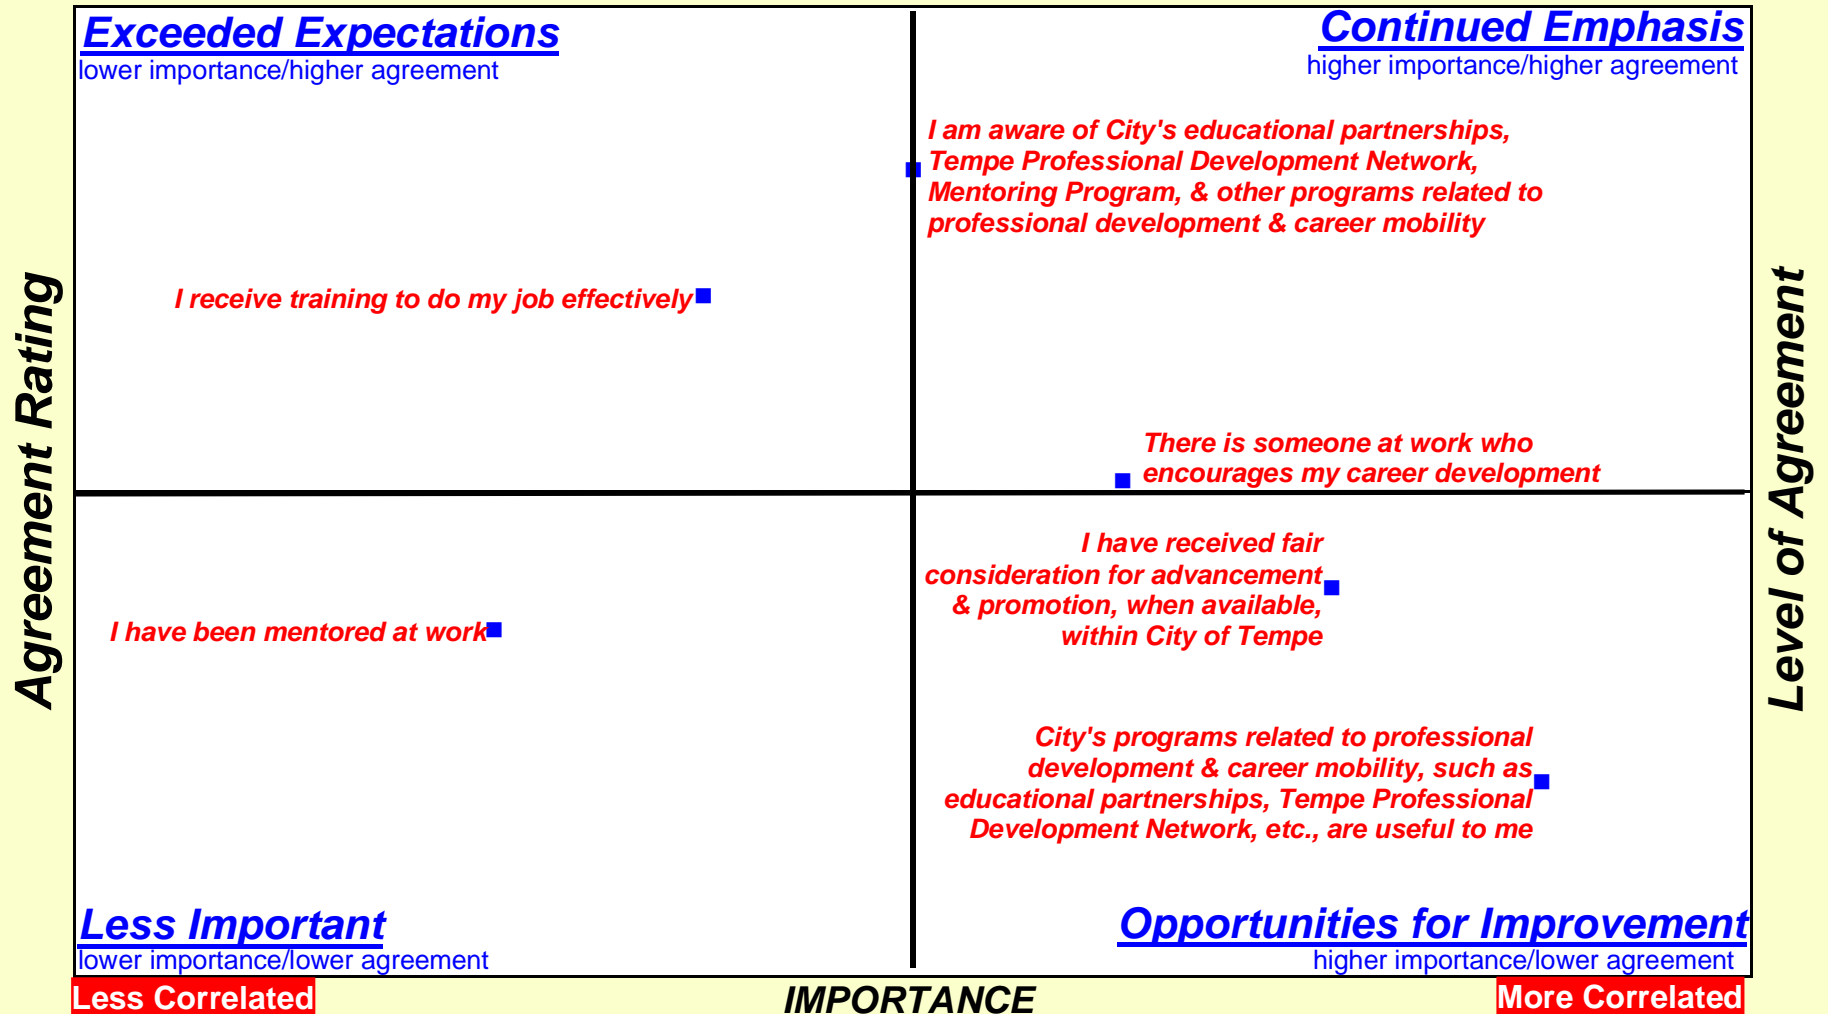 Exceeded Expectations
lower importance/higher agreement
Continued Emphasis
higher importance/higher agreement
I am aware of City's educational partnerships,
Tempe Professional Development Network,
Mentoring Program, & other programs related to
professional development & career mobility
I receive training to do my job effectively
There is someone at work who
encourages my career development
Agreement Rating
Level of Agreement
I have received fair
consideration for advancement
& promotion, when available,
within City of Tempe
I have been mentored at work
City's programs related to professional
development & career mobility, such as
educational partnerships, Tempe Professional
Development Network, etc., are useful to me
Less Important
lower importance/lower agreement
Opportunities for Improvement
higher importance/lower agreement
Less Correlated
IMPORTANCE
More Correlated